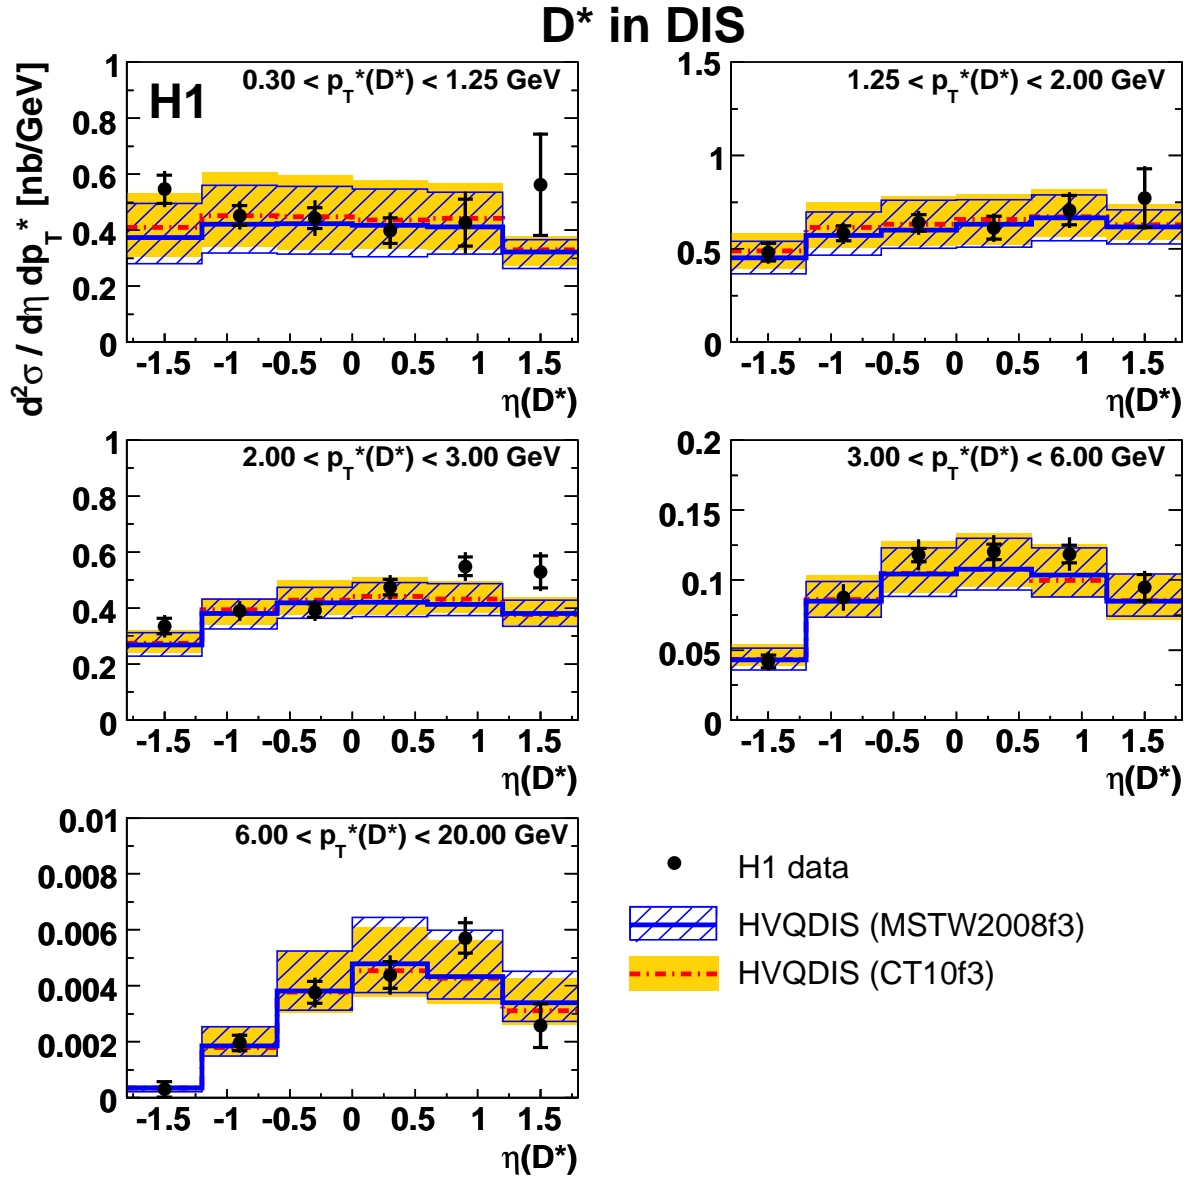 D* in DIS
d²σ / dη dp_T* [nb/GeV]
H1
0.30 < p_T*(D*) < 1.25 GeV
1
0.8
0.6
0.4
0.2
0
-1.5 -1 -0.5 0 0.5 1 1.5
η(D*)
1.25 < p_T*(D*) < 2.00 GeV
1.5
1
0.5
0
-1.5 -1 -0.5 0 0.5 1 1.5
η(D*)
2.00 < p_T*(D*) < 3.00 GeV
1
0.8
0.6
0.4
0.2
0
-1.5 -1 -0.5 0 0.5 1 1.5
η(D*)
3.00 < p_T*(D*) < 6.00 GeV
0.2
0.15
0.1
0.05
0
-1.5 -1 -0.5 0 0.5 1 1.5
η(D*)
6.00 < p_T*(D*) < 20.00 GeV
0.01
0.008
0.006
0.004
0.002
0
-1.5 -1 -0.5 0 0.5 1 1.5
η(D*)
H1 data
HVQDIS (MSTW2008f3)
HVQDIS (CT10f3)